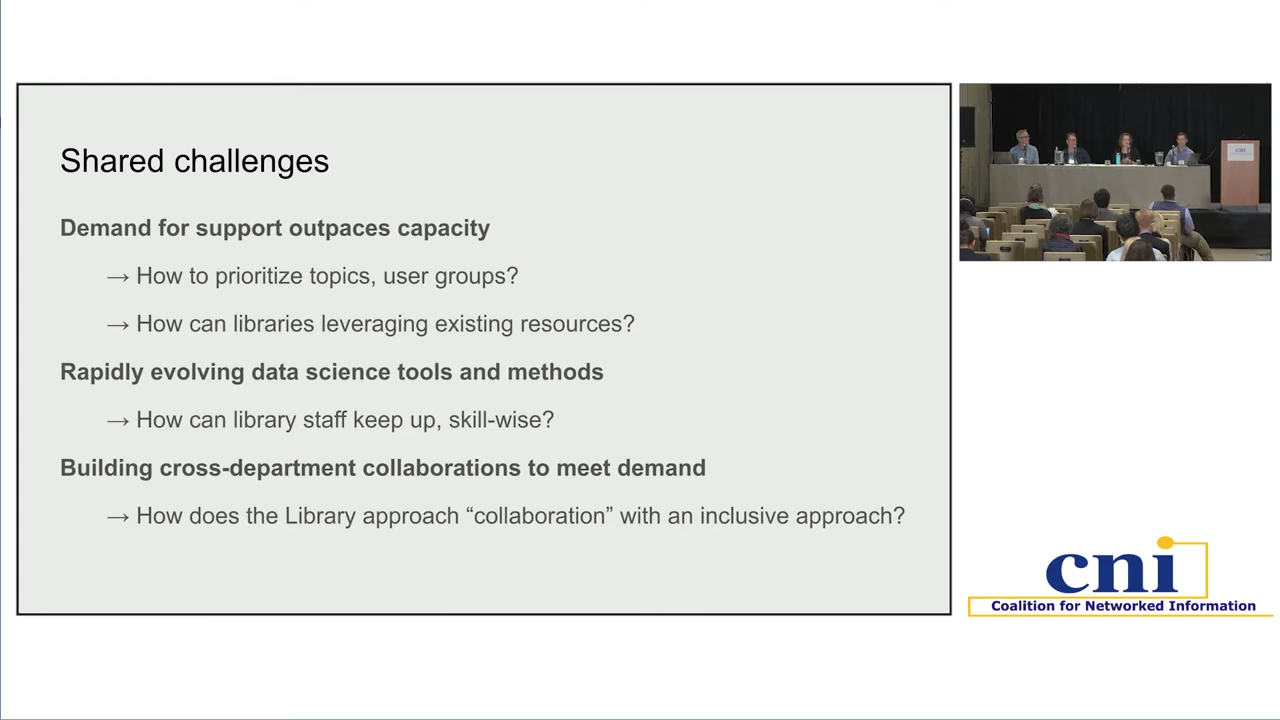 Shared challenges
Demand for support outpaces capacity
→ How to prioritize topics, user groups?
→ How can libraries leveraging existing resources?
Rapidly evolving data science tools and methods
→ How can library staff keep up, skill-wise?
Building cross-department collaborations to meet demand
→ How does the Library approach “collaboration” with an inclusive approach?
cni
cni
Coalition for Networked Information